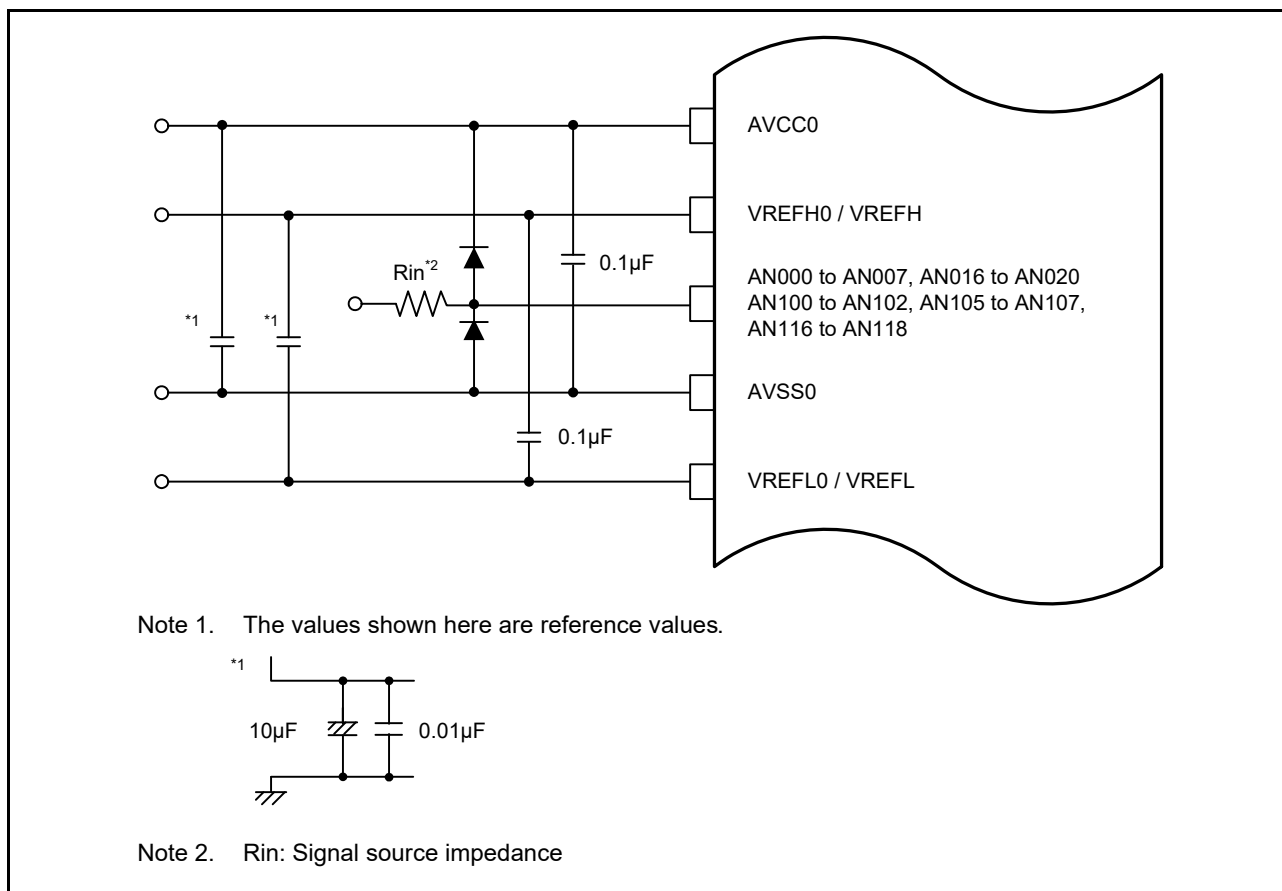 AVCC0
VREFH0 / VREFH
Rin*2
0.1µF
AN000 to AN007, AN016 to AN020
AN100 to AN102, AN105 to AN107,
AN116 to AN118
*1
*1
AVSS0
0.1µF
VREFL0 / VREFL
Note 1. The values shown here are reference values.
*1
10µF
0.01µF
Note 2. Rin: Signal source impedance